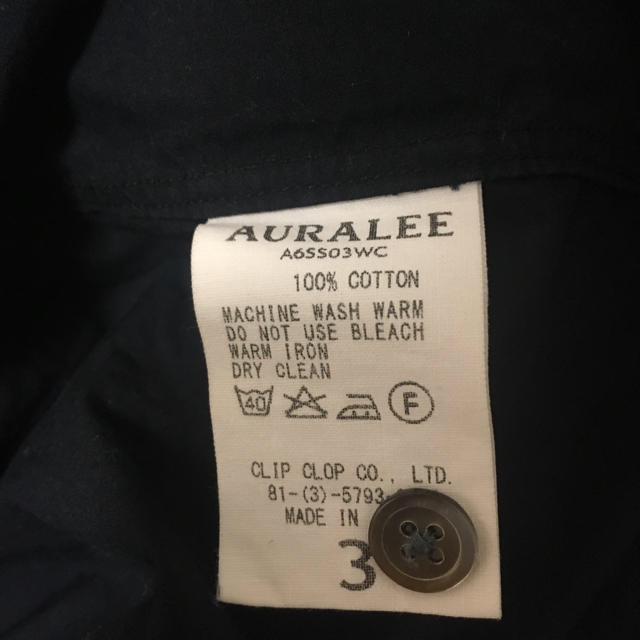 AURALEE
A6SS03WC
100% COTTON
MACHINE WASH WARM
DO NOT USE BLEACH
WARM IRON
DRY CLEAN
40 F
CLIP CLOP CO., LTD.
81-(3)-5793-
MADE IN
3